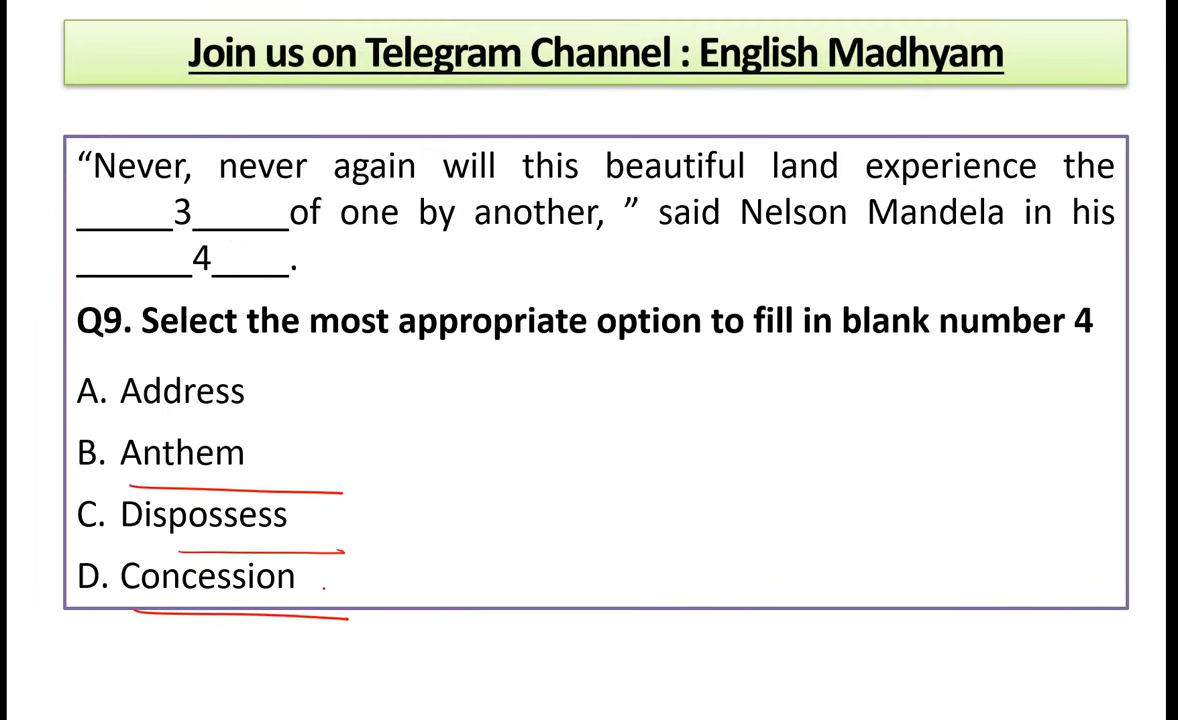 Join us on Telegram Channel : English Madhyam
“Never, never again will this beautiful land experience the
_____3_____of one by another, ” said Nelson Mandela in his
______4____.
Q9. Select the most appropriate option to fill in blank number 4
A. Address
B. Anthem
C. Dispossess
D. Concession